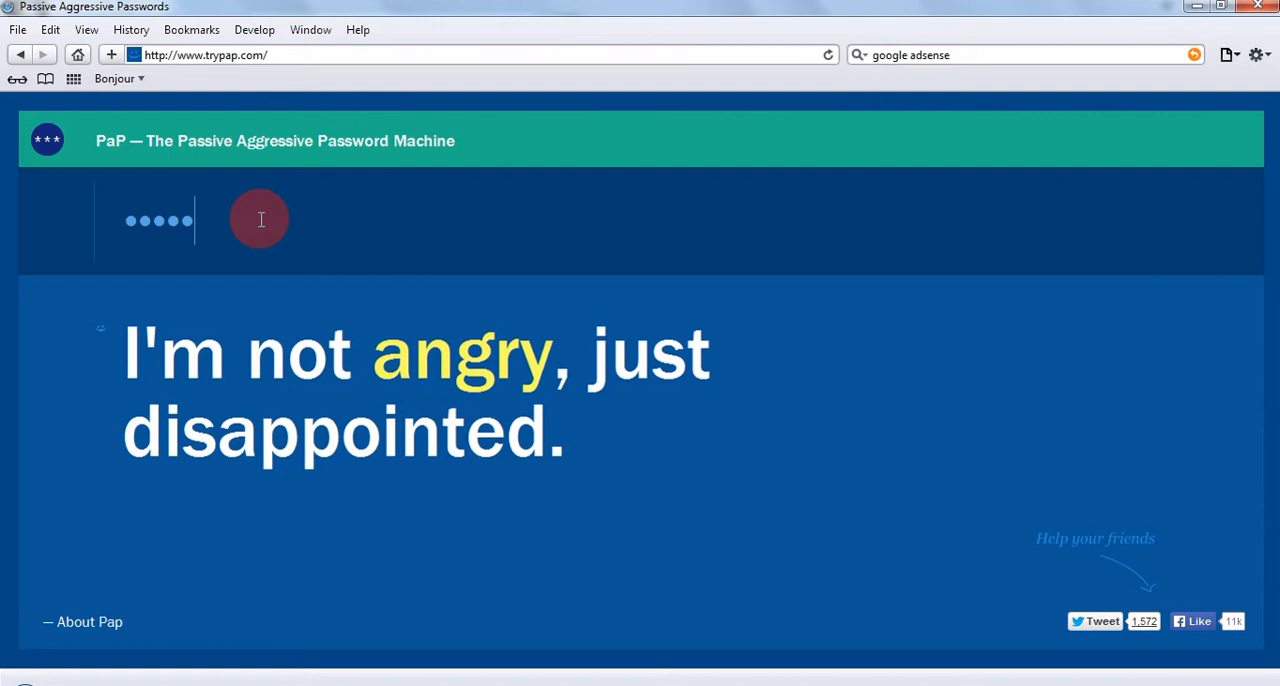 Passive Aggressive Passwords
File Edit View History Bookmarks Develop Window Help
http://www.trypap.com/ google adsense
Bonjour
*** PaP — The Passive Aggressive Password Machine
I'm not angry, just
disappointed.
Help your friends
— About Pap
Tweet 1,572 Like 11k